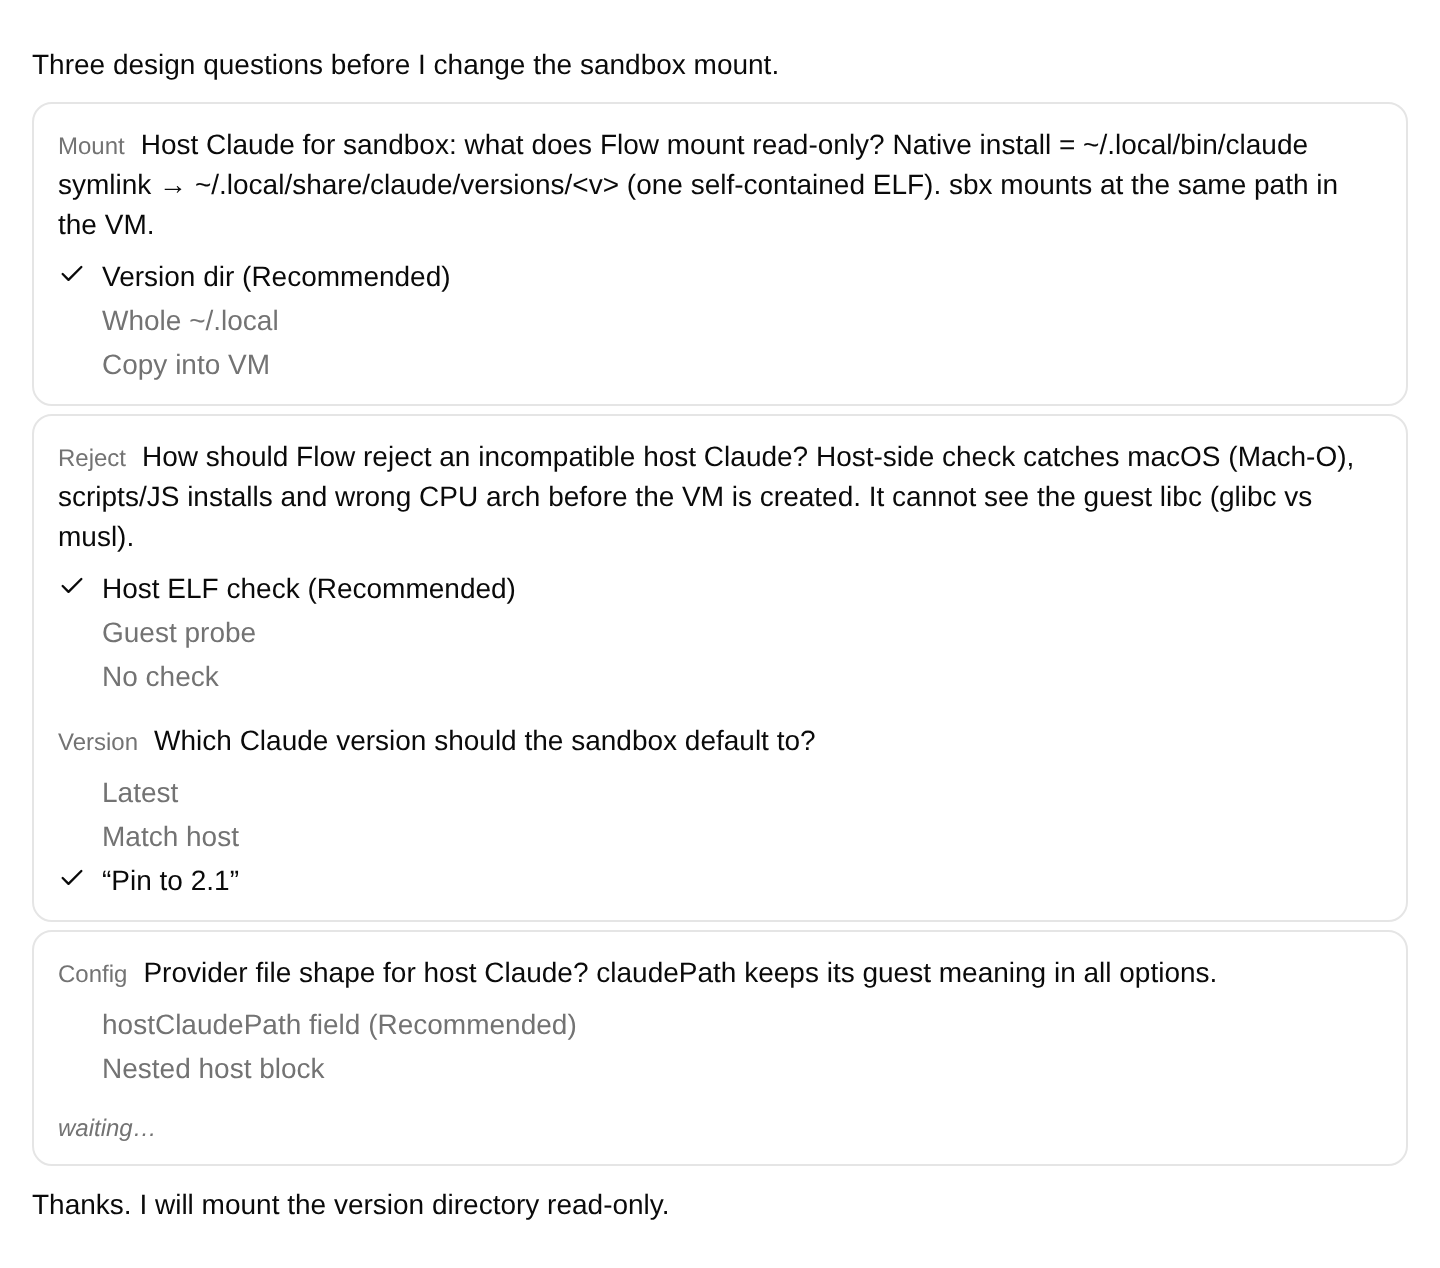 Three design questions before I change the sandbox mount.
Mount Host Claude for sandbox: what does Flow mount read-only? Native install = ~/.local/bin/claude
symlink → ~/.local/share/claude/versions/<v> (one self-contained ELF). sbx mounts at the same path in
the VM.
✓ Version dir (Recommended)
Whole ~/.local
Copy into VM
Reject How should Flow reject an incompatible host Claude? Host-side check catches macOS (Mach-O),
scripts/JS installs and wrong CPU arch before the VM is created. It cannot see the guest libc (glibc vs
musl).
✓ Host ELF check (Recommended)
Guest probe
No check
Version Which Claude version should the sandbox default to?
Latest
Match host
✓ “Pin to 2.1”
Config Provider file shape for host Claude? claudePath keeps its guest meaning in all options.
hostClaudePath field (Recommended)
Nested host block
waiting…
Thanks. I will mount the version directory read-only.